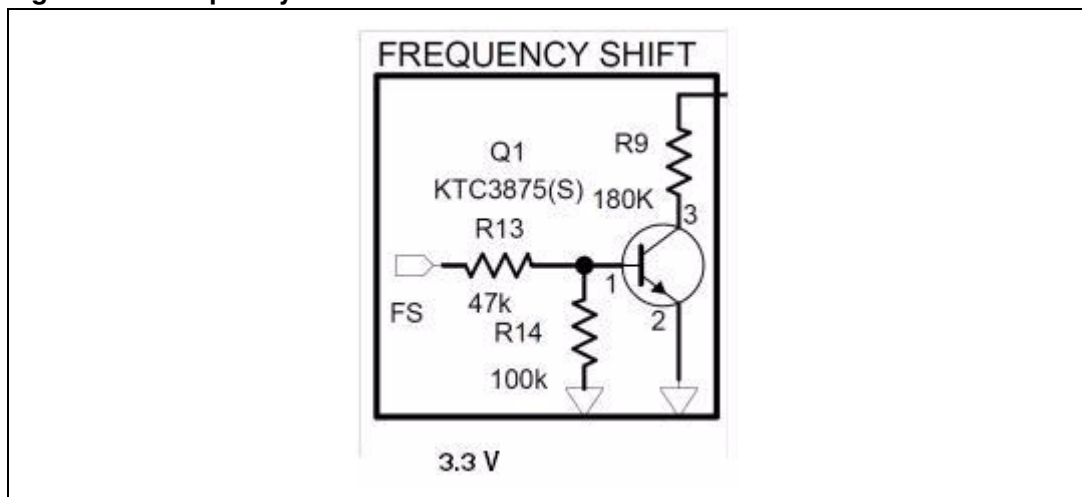 FREQUENCY SHIFT
Q1
KTC3875(S)
R9
180K
3
R13
47k
FS
1
2
R14
100k
3.3 V